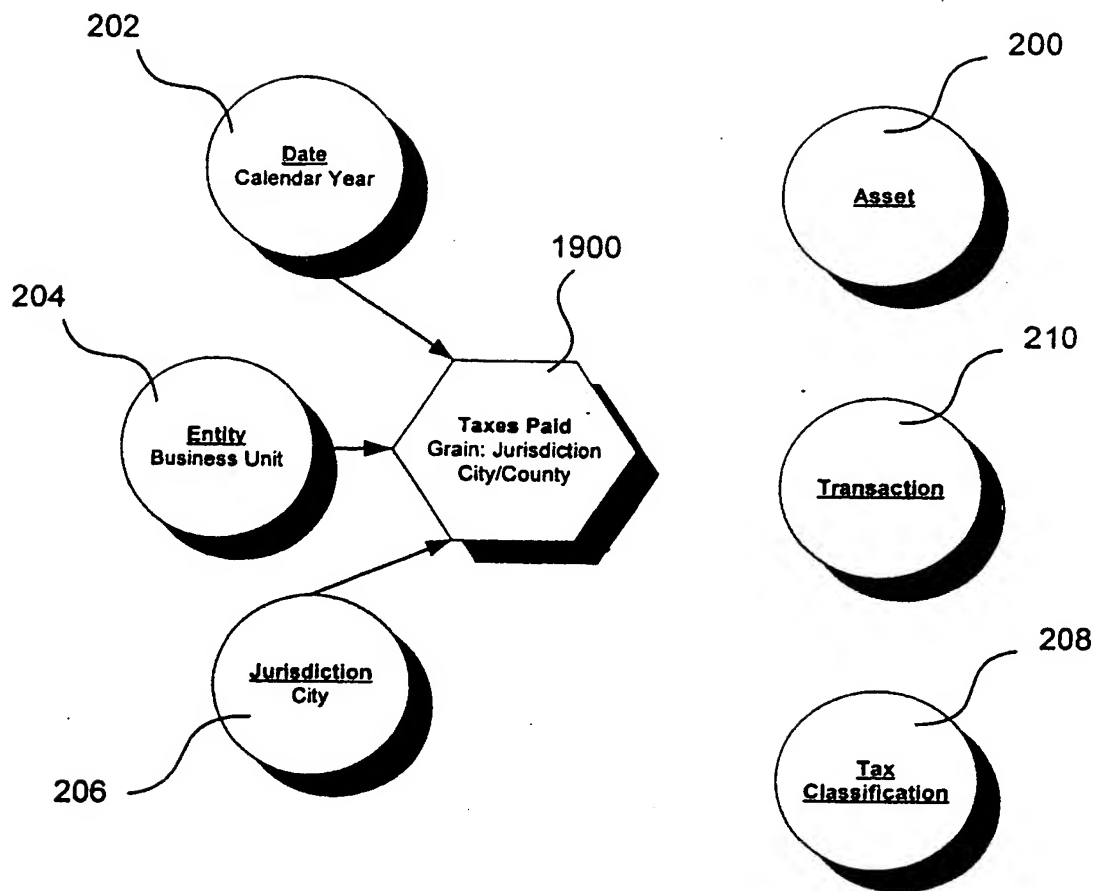 202
Date
Calendar Year
200
Asset
1900
204
Entity
Business Unit
Taxes Paid
Grain: Jurisdiction
City/County
210
Transaction
Jurisdiction
City
206
208
Tax
Classification